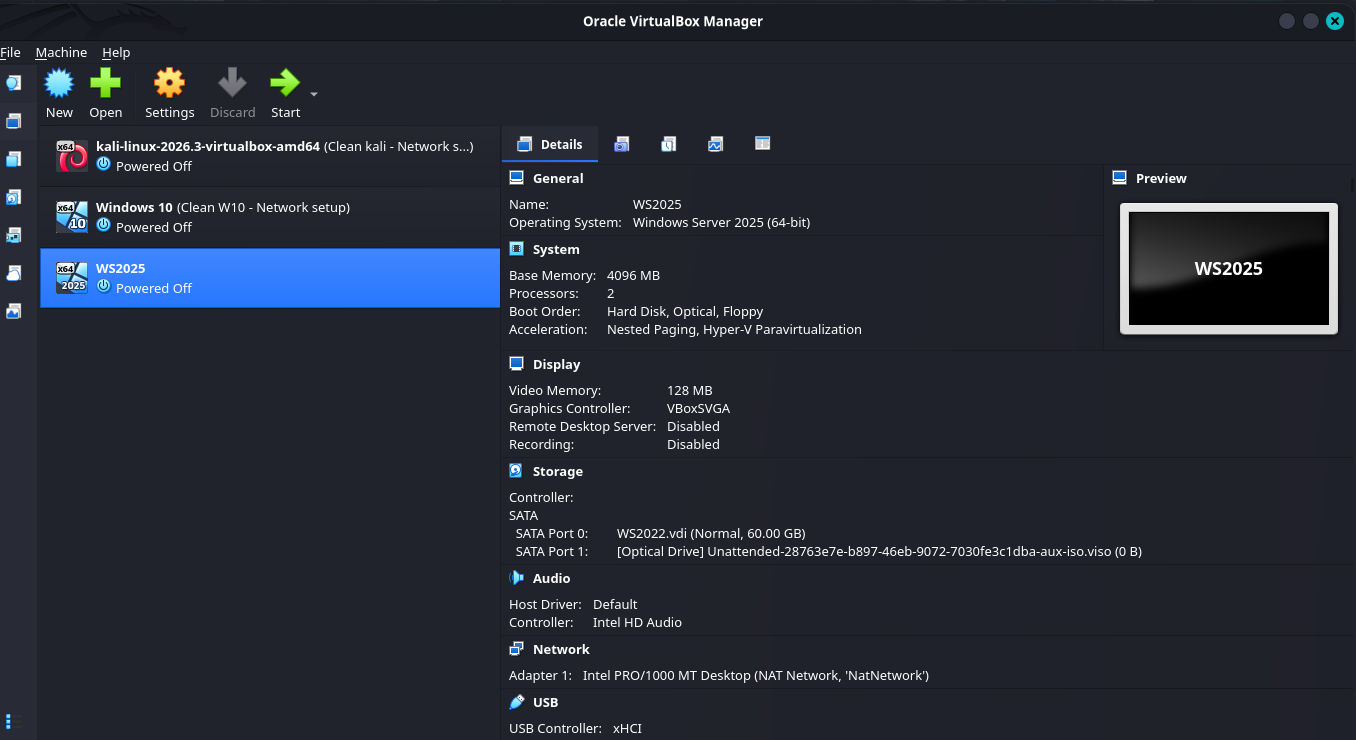 Oracle VirtualBox Manager
File Machine Help
New Open Settings Discard Start
x64 kali-linux-2026.3-virtualbox-amd64 (Clean kali - Network s...)
Powered Off
x64 10 Windows 10 (Clean W10 - Network setup)
Powered Off
x64 2025 WS2025
Powered Off
Details
General
Name: WS2025
Operating System: Windows Server 2025 (64-bit)
System
Base Memory: 4096 MB
Processors: 2
Boot Order: Hard Disk, Optical, Floppy
Acceleration: Nested Paging, Hyper-V Paravirtualization
Preview
WS2025
Display
Video Memory: 128 MB
Graphics Controller: VBoxSVGA
Remote Desktop Server: Disabled
Recording: Disabled
Storage
Controller:
SATA
SATA Port 0: WS2022.vdi (Normal, 60.00 GB)
SATA Port 1: [Optical Drive] Unattended-28763e7e-b897-46eb-9072-7030fe3c1dba-aux-iso.viso (0 B)
Audio
Host Driver: Default
Controller: Intel HD Audio
Network
Adapter 1: Intel PRO/1000 MT Desktop (NAT Network, 'NatNetwork')
USB
USB Controller: xHCI